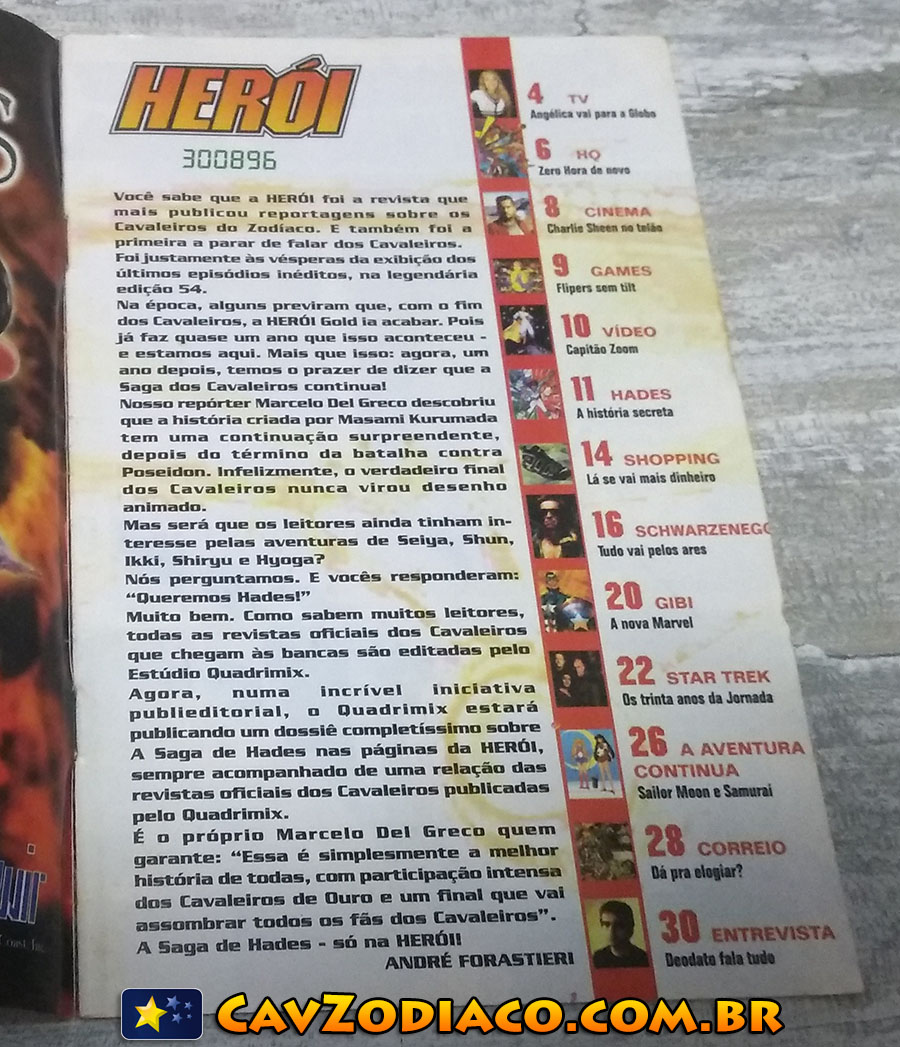 HERÓI
300896
Você sabe que a HERÓI foi a revista que
mais publicou reportagens sobre os
Cavaleiros do Zodíaco. E também foi a
primeira a parar de falar dos Cavaleiros.
Foi justamente às vésperas da exibição dos
últimos episódios inéditos, na legendária
edição 54.
Na época, alguns previram que, com o fim
dos Cavaleiros, a HERÓI Gold ia acabar. Pois
já faz quase um ano que isso aconteceu -
e estamos aqui. Mais que isso: agora, um
ano depois, temos o prazer de dizer que a
Saga dos Cavaleiros continua!
Nosso repórter Marcelo Del Greco descobriu
que a história criada por Masami Kurumada
tem uma continuação surpreendente,
depois do término da batalha contra
Poseidon. Infelizmente, o verdadeiro final
dos Cavaleiros nunca virou desenho
animado.
Mas será que os leitores ainda tinham in-
teresse pelas aventuras de Seiya, Shun,
Ikki, Shiryu e Hyoga?
Nós perguntamos. E vocês responderam:
"Queremos Hades!"
Muito bem. Como sabem muitos leitores,
todas as revistas oficiais dos Cavaleiros
que chegam às bancas são editadas pelo
Estúdio Quadrimix.
Agora, numa incrível iniciativa
publieditorial, o Quadrimix estará
publicando um dossiê completíssimo sobre
A Saga de Hades nas páginas da HERÓI,
sempre acompanhado de uma relação das
revistas oficiais dos Cavaleiros publicadas
pelo Quadrimix.
É o próprio Marcelo Del Greco quem
garante: "Essa é simplesmente a melhor
história de todas, com participação intensa
dos Cavaleiros de Ouro e um final que vai
assombrar todos os fãs dos Cavaleiros".
A Saga de Hades - só na HERÓI!
ANDRÉ FORASTIERI
4 TV
Angélica vai para a Globo
6 HQ
Zero Hora de novo
8 CINEMA
Charlie Sheen no telão
9 GAMES
Flipers sem tilt
10 VÍDEO
Capitão Zoom
11 HADES
A história secreta
14 SHOPPING
Lá se vai mais dinheiro
16 SCHWARZENEGG
Tudo vai pelos ares
20 GIBI
A nova Marvel
22 STAR TREK
Os trinta anos da Jornada
26 A AVENTURA
CONTINUA
Sailor Moon e Samurai
28 CORREIO
Dá pra elogiar?
30 ENTREVISTA
Deodato fala tudo
CAVZODIACO.COM.BR